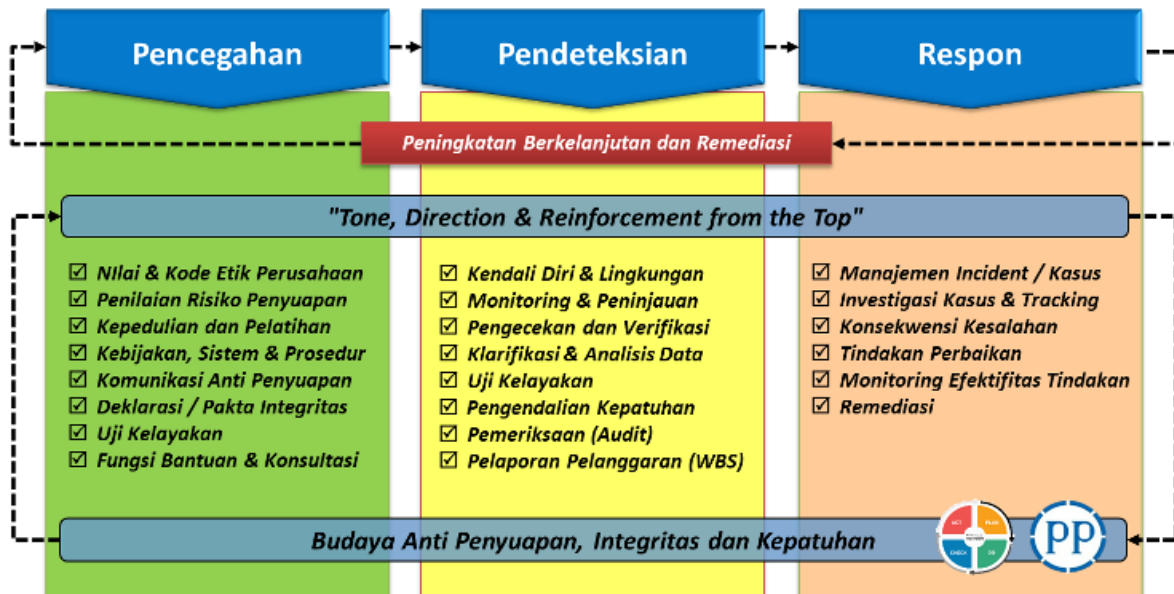 Pencegahan
Pendeteksian
Respon
Peningkatan Berkelanjutan dan Remediasi
"Tone, Direction & Reinforcement from the Top"
NIlai & Kode Etik Perusahaan
Penilaian Risiko Penyuapan
Kepedulian dan Pelatihan
Kebijakan, Sistem & Prosedur
Komunikasi Anti Penyuapan
Deklarasi / Pakta Integritas
Uji Kelayakan
Fungsi Bantuan & Konsultasi
Kendali Diri & Lingkungan
Monitoring & Peninjauan
Pengecekan dan Verifikasi
Klarifikasi & Analisis Data
Uji Kelayakan
Pengendalian Kepatuhan
Pemeriksaan (Audit)
Pelaporan Pelanggaran (WBS)
Manajemen Incident / Kasus
Investigasi Kasus & Tracking
Konsekwensi Kesalahan
Tindakan Perbaikan
Monitoring Efektifitas Tindakan
Remediasi
Budaya Anti Penyuapan, Integritas dan Kepatuhan
ACT
PLAN
CHECK
DO
PP